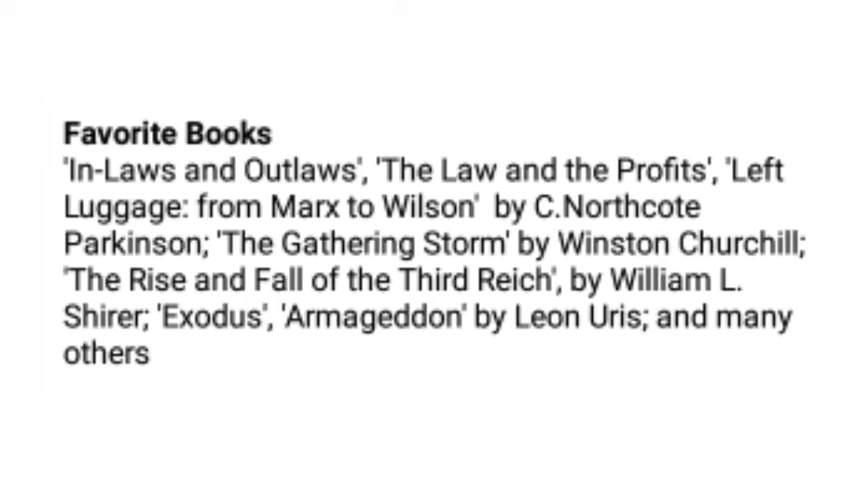 Favorite Books
'In-Laws and Outlaws', 'The Law and the Profits', 'Left
Luggage: from Marx to Wilson'  by C.Northcote
Parkinson; 'The Gathering Storm' by Winston Churchill;
'The Rise and Fall of the Third Reich', by William L.
Shirer; 'Exodus', 'Armageddon' by Leon Uris; and many
others